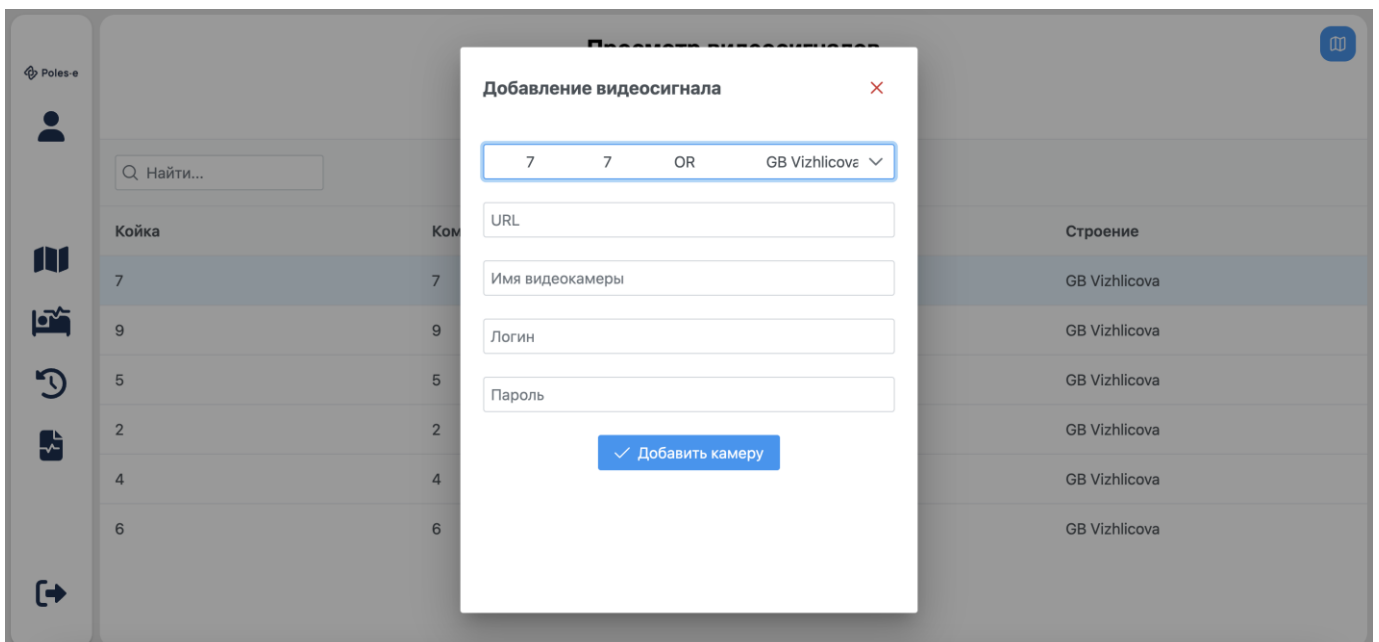 Просмотр видеосигналов
Poles-e
Добавление видеосигнала
7 7 OR GB Vizhlicova
Найти...
URL
Койка Ком Строение
Имя видеокамеры
7 7 GB Vizhlicova
9 9 GB Vizhlicova
Логин
5 5 GB Vizhlicova
Пароль
2 2 GB Vizhlicova
Добавить камеру
4 4 GB Vizhlicova
6 6 GB Vizhlicova